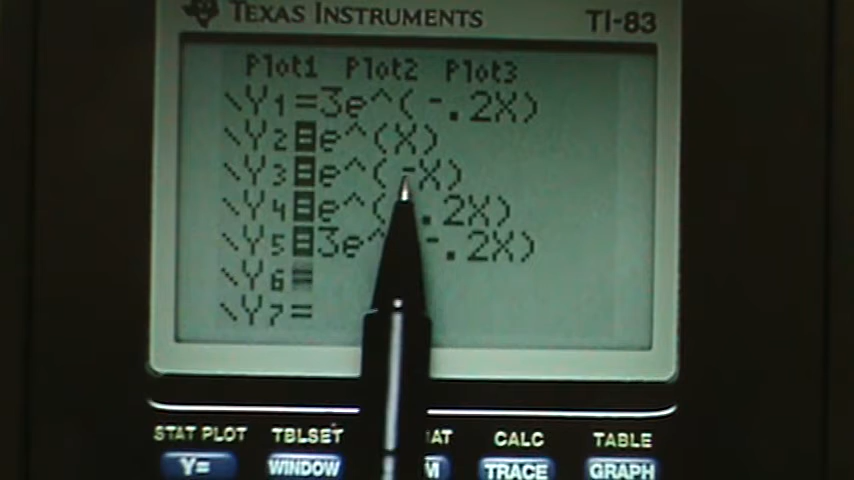 TEXAS INSTRUMENTS TI-83
Plot1 Plot2 Plot3
\Y1=3e^(-.2X)
\Y2=e^(X)
\Y3=e^(-X)
\Y4=e^( .2X)
\Y5=3e^ -.2X)
\Y6=
\Y7=
STAT PLOT TBLSET CALC TABLE
Y= WINDOW TRACE GRAPH